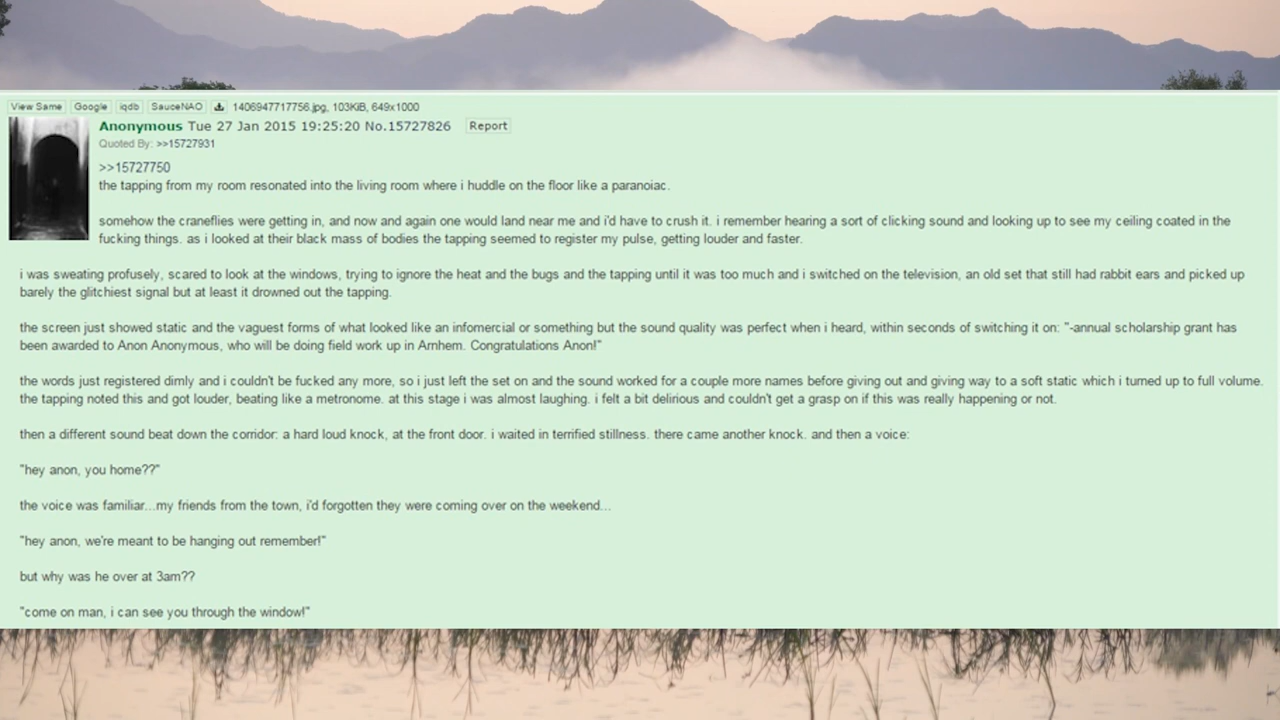 View Same Google iqdb SauceNAO 1406947717756.jpg, 103KiB, 649x1000
Anonymous Tue 27 Jan 2015 19:25:20 No.15727826 Report
Quoted By: >>15727931
>>15727750
the tapping from my room resonated into the living room where i huddle on the floor like a paranoiac.
somehow the craneflies were getting in, and now and again one would land near me and i'd have to crush it. i remember hearing a sort of clicking sound and looking up to see my ceiling coated in the
fucking things. as i looked at their black mass of bodies the tapping seemed to register my pulse, getting louder and faster.
i was sweating profusely, scared to look at the windows, trying to ignore the heat and the bugs and the tapping until it was too much and i switched on the television, an old set that still had rabbit ears and picked up
barely the glitchiest signal but at least it drowned out the tapping.
the screen just showed static and the vaguest forms of what looked like an infomercial or something but the sound quality was perfect when i heard, within seconds of switching it on: "-annual scholarship grant has
been awarded to Anon Anonymous, who will be doing field work up in Arnhem. Congratulations Anon!"
the words just registered dimly and i couldn't be fucked any more, so i just left the set on and the sound worked for a couple more names before giving out and giving way to a soft static which i turned up to full volume.
the tapping noted this and got louder, beating like a metronome. at this stage i was almost laughing. i felt a bit delirious and couldn't get a grasp on if this was really happening or not.
then a different sound beat down the corridor: a hard loud knock, at the front door. i waited in terrified stillness. there came another knock. and then a voice:
"hey anon, you home??"
the voice was familiar...my friends from the town, i'd forgotten they were coming over on the weekend...
"hey anon, we're meant to be hanging out remember!"
but why was he over at 3am??
"come on man, i can see you through the window!"